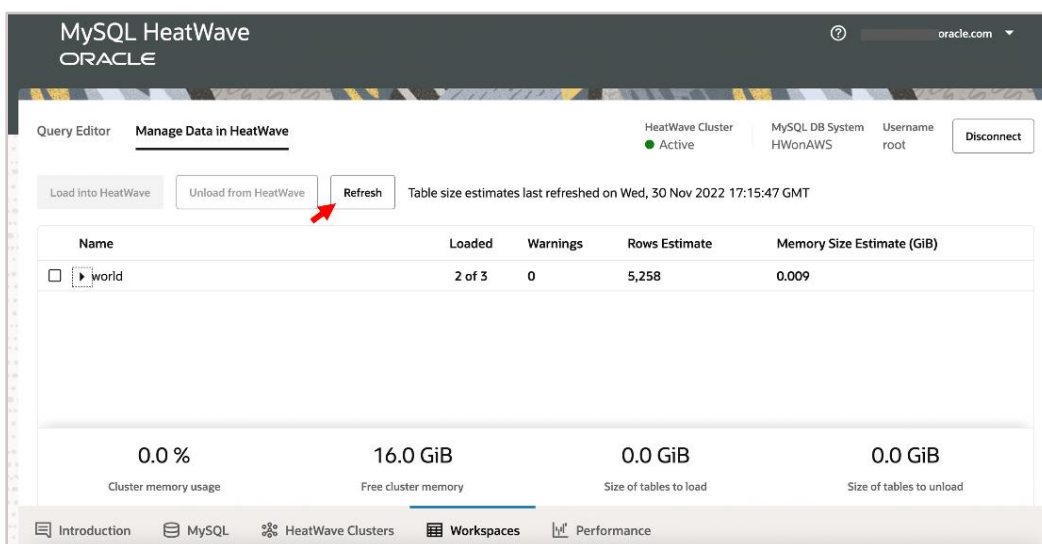 MySQL HeatWave
ORACLE
oracle.com
Query Editor
Manage Data in HeatWave
HeatWave Cluster
Active
MySQL DB System
HWonAWS
Username
root
Disconnect
Load into HeatWave
Unload from HeatWave
Refresh
Table size estimates last refreshed on Wed, 30 Nov 2022 17:15:47 GMT
Name Loaded Warnings Rows Estimate Memory Size Estimate (GiB)
world 2 of 3 0 5,258 0.009
0.0 % 16.0 GiB 0.0 GiB 0.0 GiB
Cluster memory usage Free cluster memory Size of tables to load Size of tables to unload
Introduction MySQL HeatWave Clusters Workspaces Performance